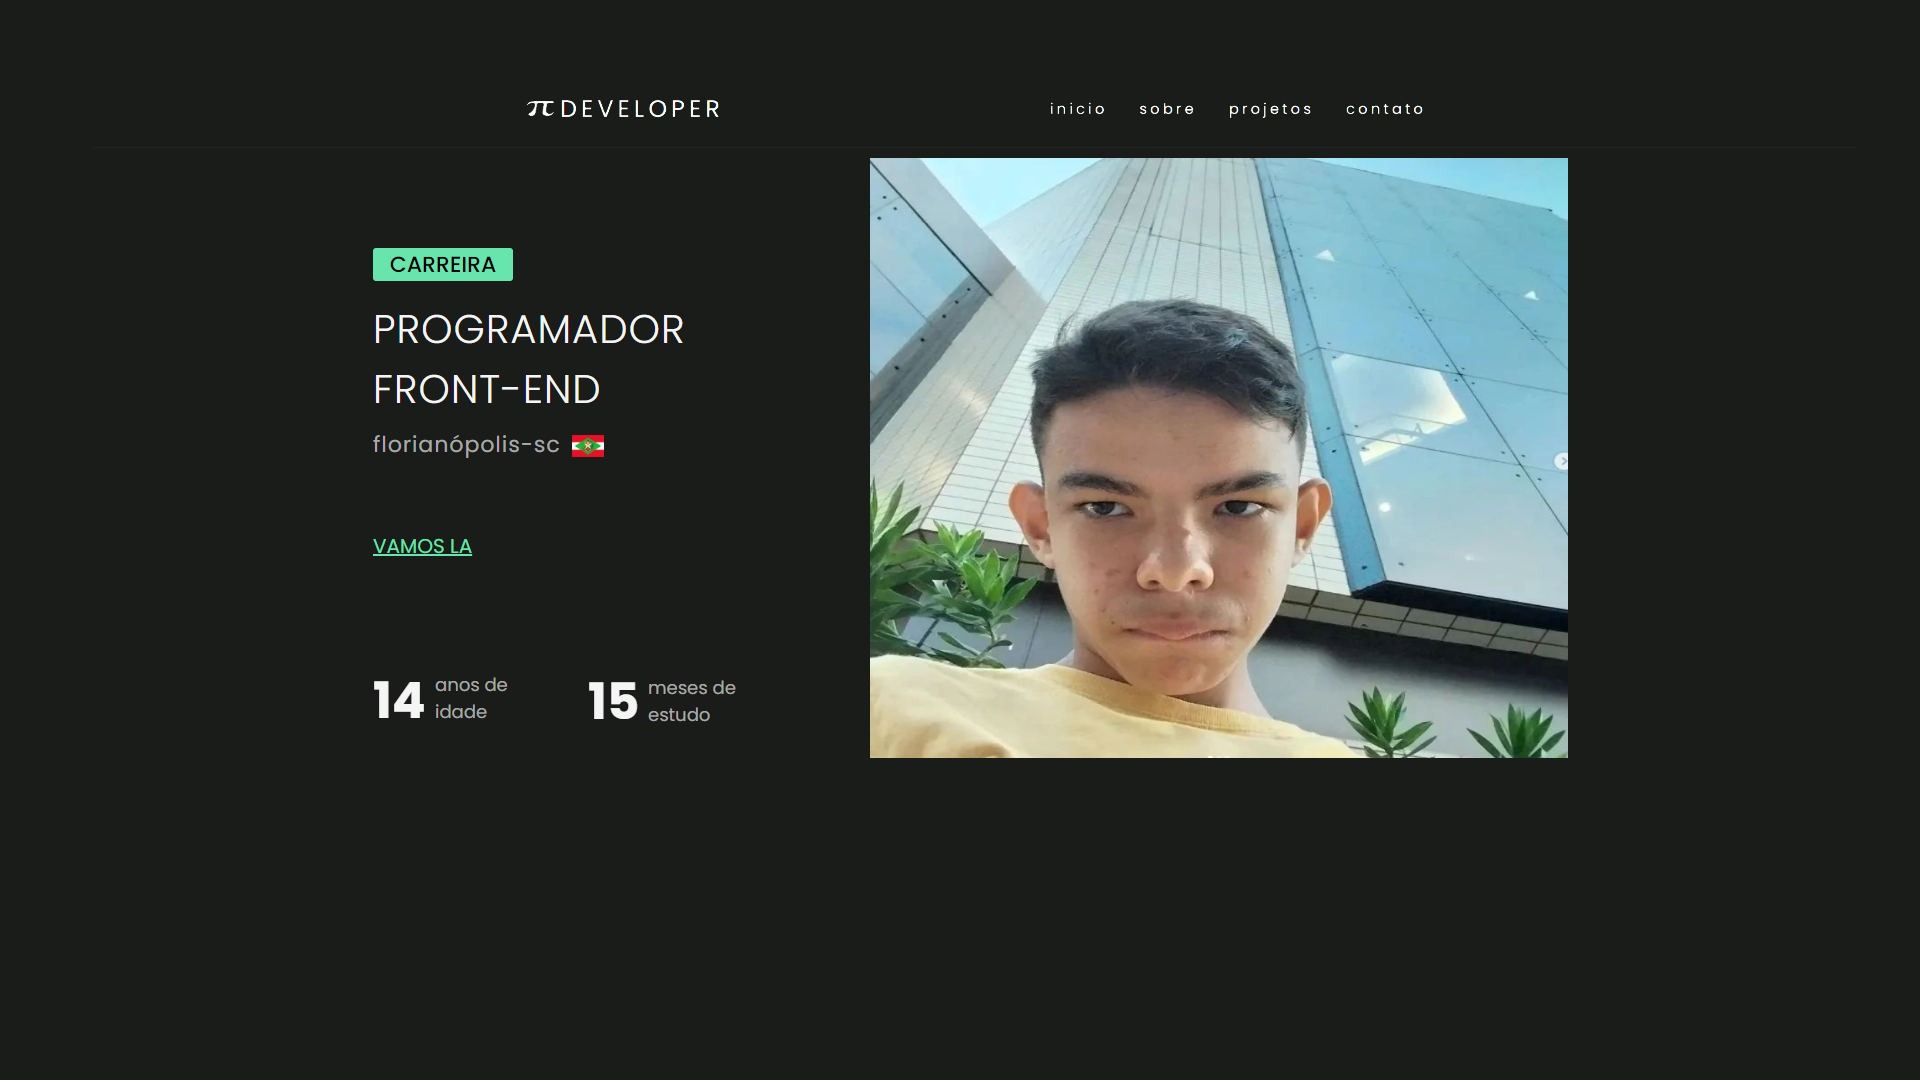 π DEVELOPER
inicio sobre projetos contato
CARREIRA
PROGRAMADOR
FRONT-END
florianópolis-sc
VAMOS LA
14 anos de
idade
15 meses de
estudo